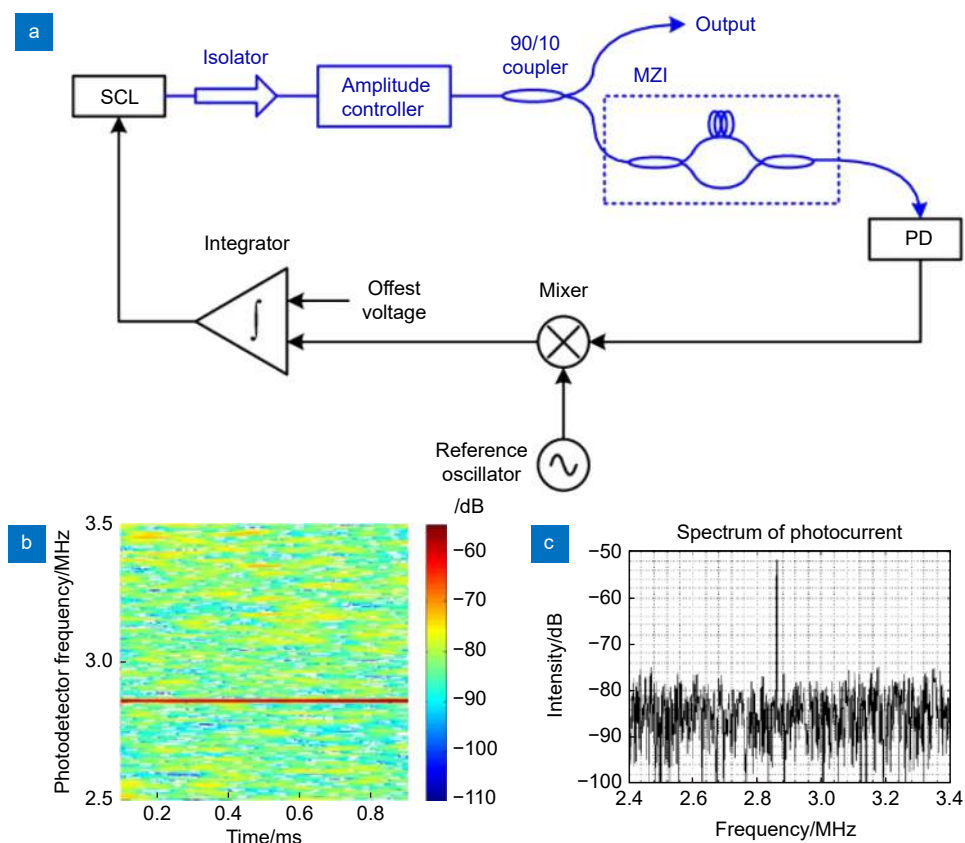 a
Output
90/10
coupler
Isolator
MZI
SCL
Amplitude
controller
PD
Integrator
Offest
voltage
Mixer
∫
Reference
oscillator
b
/dB
3.5
3.0
2.5
Photodetector frequency/MHz
0.2 0.4 0.6 0.8
Time/ms
−60
−70
−80
−90
−100
−110
c
Spectrum of photocurrent
−50
−60
−70
−80
−90
−100
Intensity/dB
2.4 2.6 2.8 3.0 3.2 3.4
Frequency/MHz